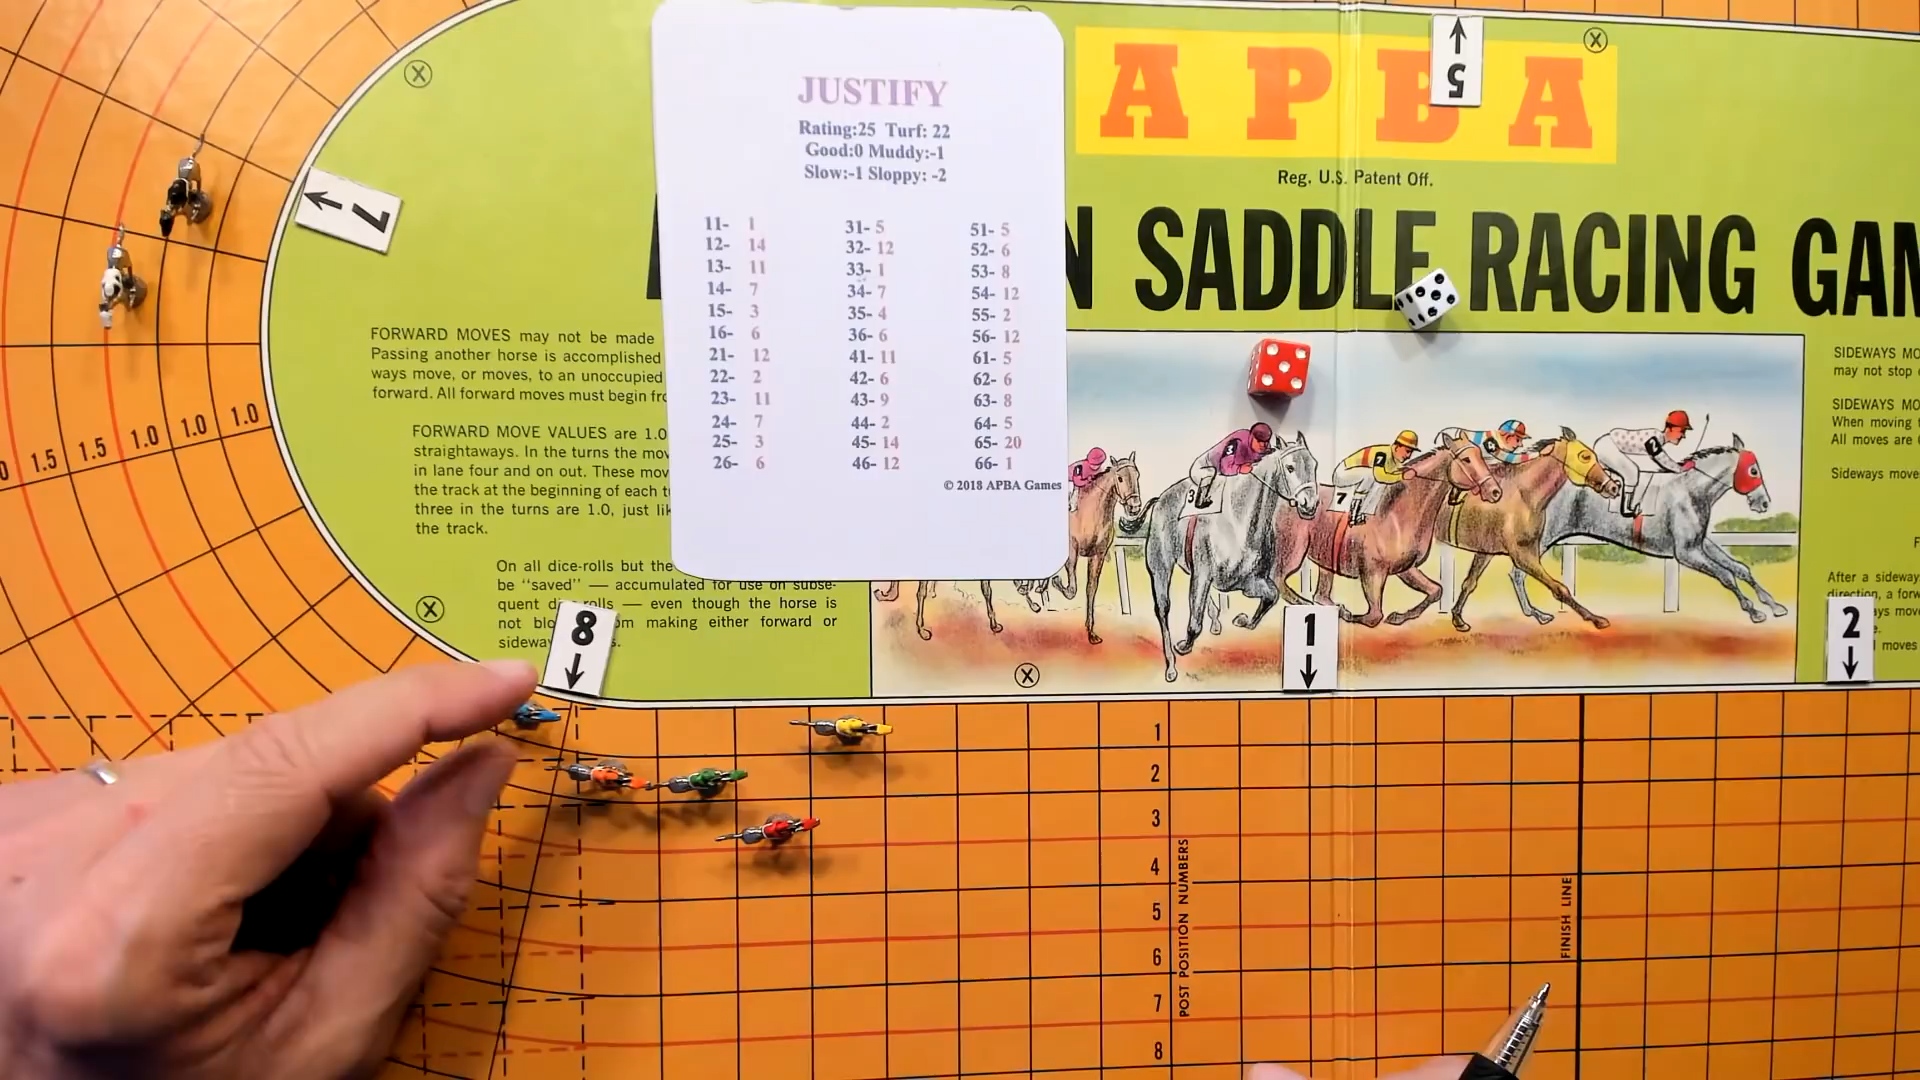 APBA
5
Reg. U.S. Patent Off.
N SADDLE RACING GAM
JUSTIFY
Rating:25 Turf: 22
Good:0 Muddy:-1
Slow:-1 Sloppy: -2
11- 1
12- 14
13- 11
14- 7
15- 3
16- 6
21- 12
22- 2
23- 11
24- 7
25- 3
26- 6
31- 5
32- 12
33- 1
34- 7
35- 4
36- 6
41- 11
42- 6
43- 9
44- 2
45- 14
46- 12
51- 5
52- 6
53- 8
54- 12
55- 2
56- 12
61- 5
62- 6
63- 8
64- 5
65- 20
66- 1
© 2018 APBA Games
7
FORWARD MOVES may not be made
Passing another horse is accomplished
ways move, or moves, to an unoccupied
forward. All forward moves must begin fr
FORWARD MOVE VALUES are 1.0
straightaways. In the turns the mov
in lane four and on out. These mov
the track at the beginning of each t
three in the turns are 1.0, just lik
the track.
On all dice-rolls but the
be "saved" — accumulated for use on subse-
quent di rolls — even though the horse is
not blo m making either forward or
sideway s.
0 1.5 1.5 1.0 1.0
SIDEWAYS MO
may not stop
SIDEWAYS MO
When moving
All moves are
Sideways move
F
After a sideway
direction, a forw
ays move
moves
1
3
3
7
7
4
2
8
1
2
X
X
X
X
1
2
3
4
5
6
7
8
POST POSITION NUMBERS
FINISH LINE